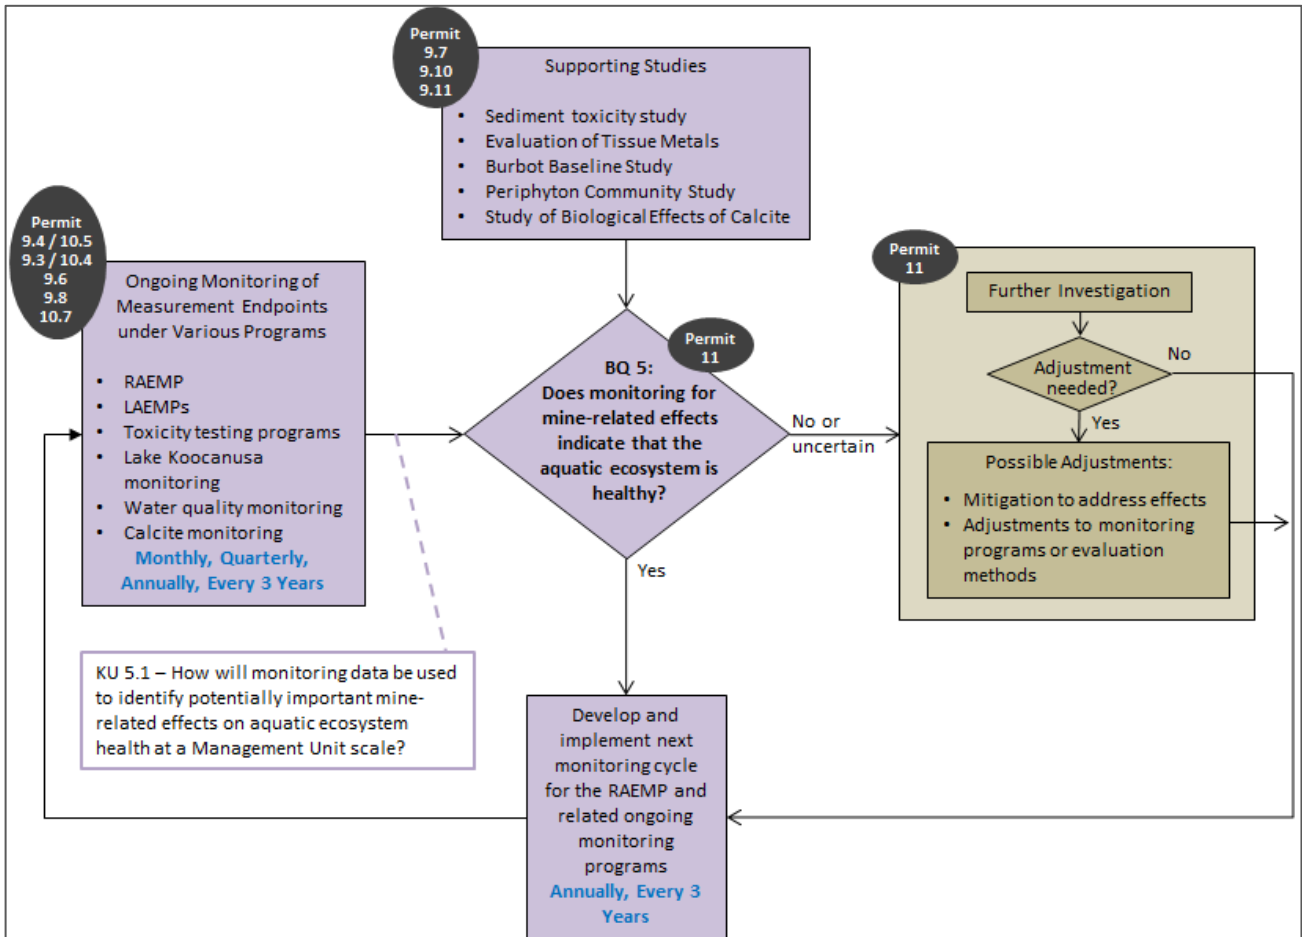 Permit
9.7
9.10
9.11
Supporting Studies
• Sediment toxicity study
• Evaluation of Tissue Metals
• Burbot Baseline Study
• Periphyton Community Study
• Study of Biological Effects of Calcite
Permit
9.4 / 10.5
9.3 / 10.4
9.6
9.8
10.7
Ongoing Monitoring of
Measurement Endpoints
under Various Programs
• RAEMP
• LAEMPs
• Toxicity testing programs
• Lake Koocanusa
monitoring
• Water quality monitoring
• Calcite monitoring
Monthly, Quarterly,
Annually, Every 3 Years
KU 5.1 – How will monitoring data be used
to identify potentially important mine-
related effects on aquatic ecosystem
health at a Management Unit scale?
Permit
11
BQ 5:
Does monitoring for
mine-related effects
indicate that the
aquatic ecosystem is
healthy?
No or
uncertain
Yes
Permit
11
Further Investigation
Adjustment
needed?
No
Yes
Possible Adjustments:
• Mitigation to address effects
• Adjustments to monitoring
programs or evaluation
methods
Develop and
implement next
monitoring cycle
for the RAEMP and
related ongoing
monitoring
programs
Annually, Every 3
Years